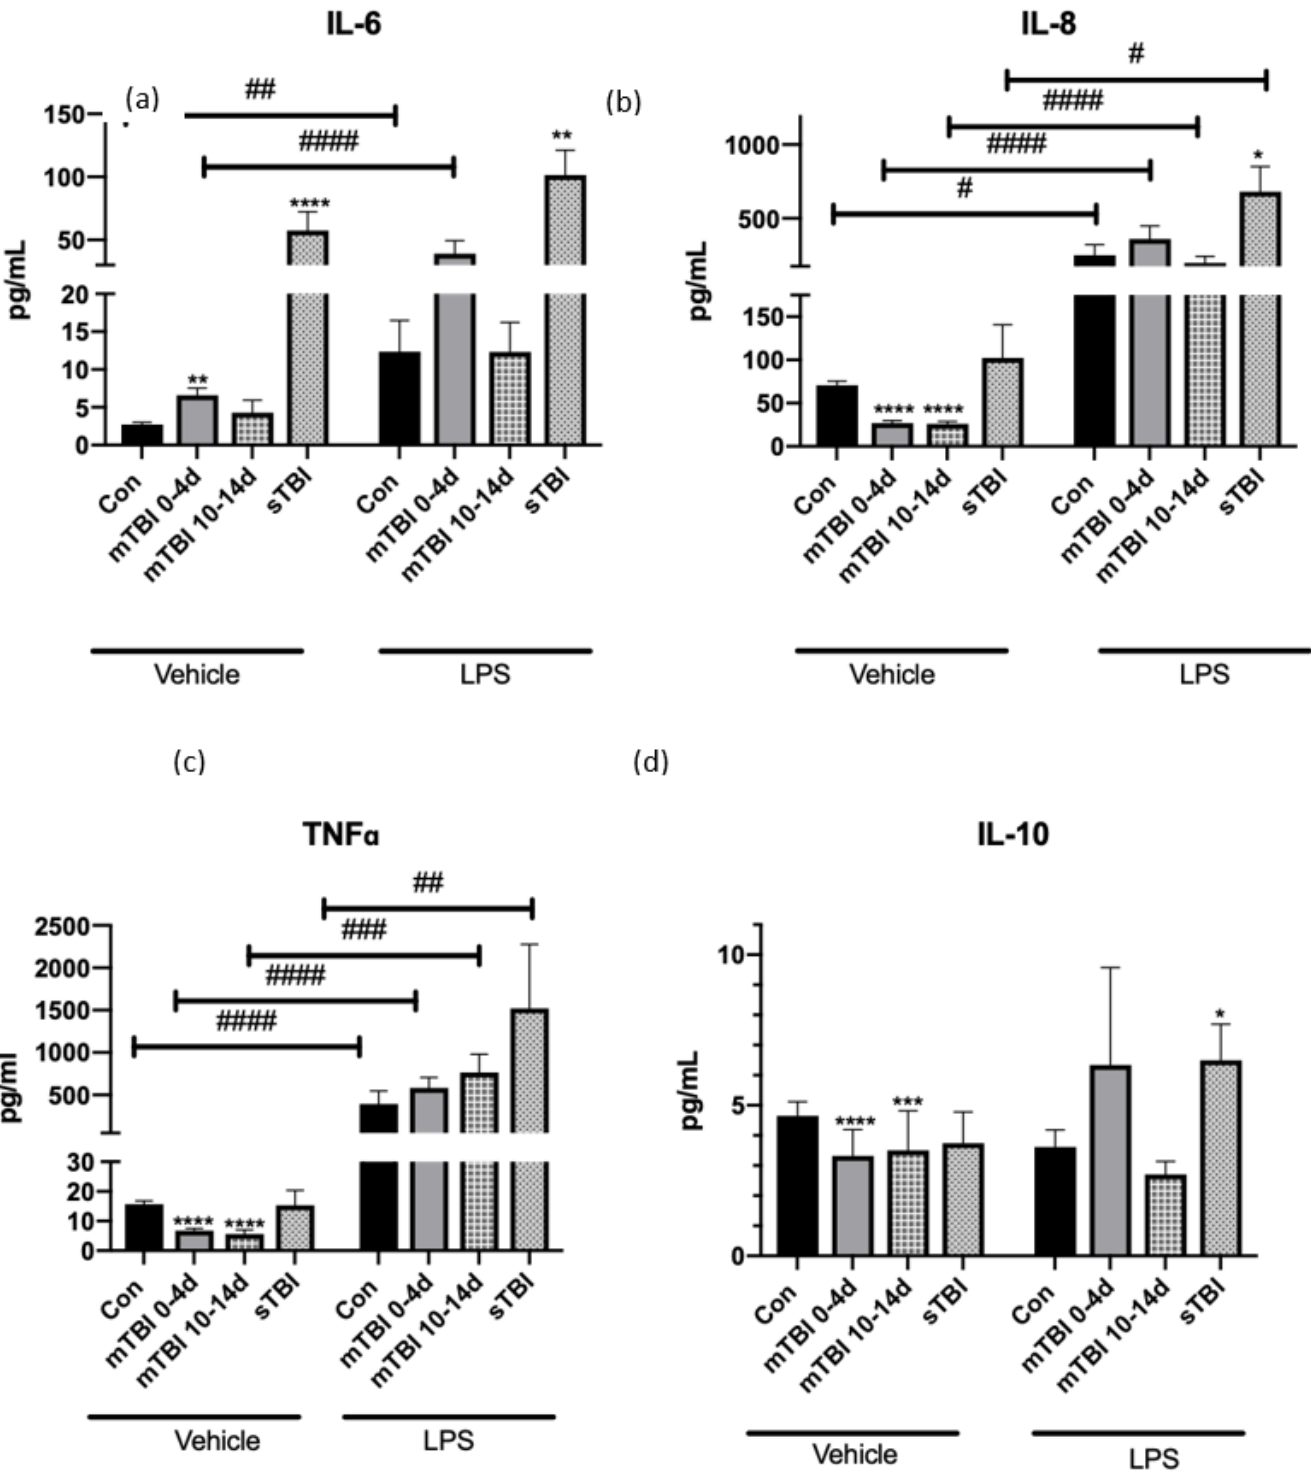 IL-6
(a)
##
####
150
100
50
20
15
10
5
0
pg/mL
**
****
**
Con
mTBI 0-4d
mTBI 10-14d
sTBI
Con
mTBI 0-4d
mTBI 10-14d
sTBI
Vehicle
LPS
IL-8
(b)
#
####
####
#
1000
500
150
100
50
0
pg/mL
****
****
*
Con
mTBI 0-4d
mTBI 10-14d
sTBI
Con
mTBI 0-4d
mTBI 10-14d
sTBI
Vehicle
LPS
(c)
TNFα
##
###
####
####
2500
2000
1500
1000
500
30
20
10
0
pg/ml
****
****
Con
mTBI 0-4d
mTBI 10-14d
sTBI
Con
mTBI 0-4d
mTBI 10-14d
sTBI
Vehicle
LPS
(d)
IL-10
10
5
0
pg/mL
****
***
*
Con
mTBI 0-4d
mTBI 10-14d
sTBI
Con
mTBI 0-4d
mTBI 10-14d
sTBI
Vehicle
LPS